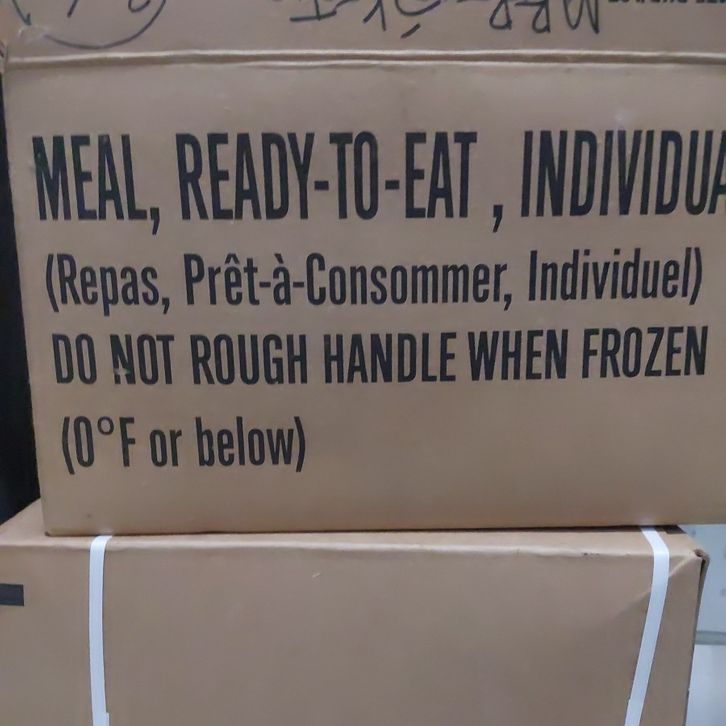 MEAL, READY-TO-EAT , INDIVIDUA
(Repas, Prêt-à-Consommer, Individuel)
DO NOT ROUGH HANDLE WHEN FROZEN
(0°F or below)